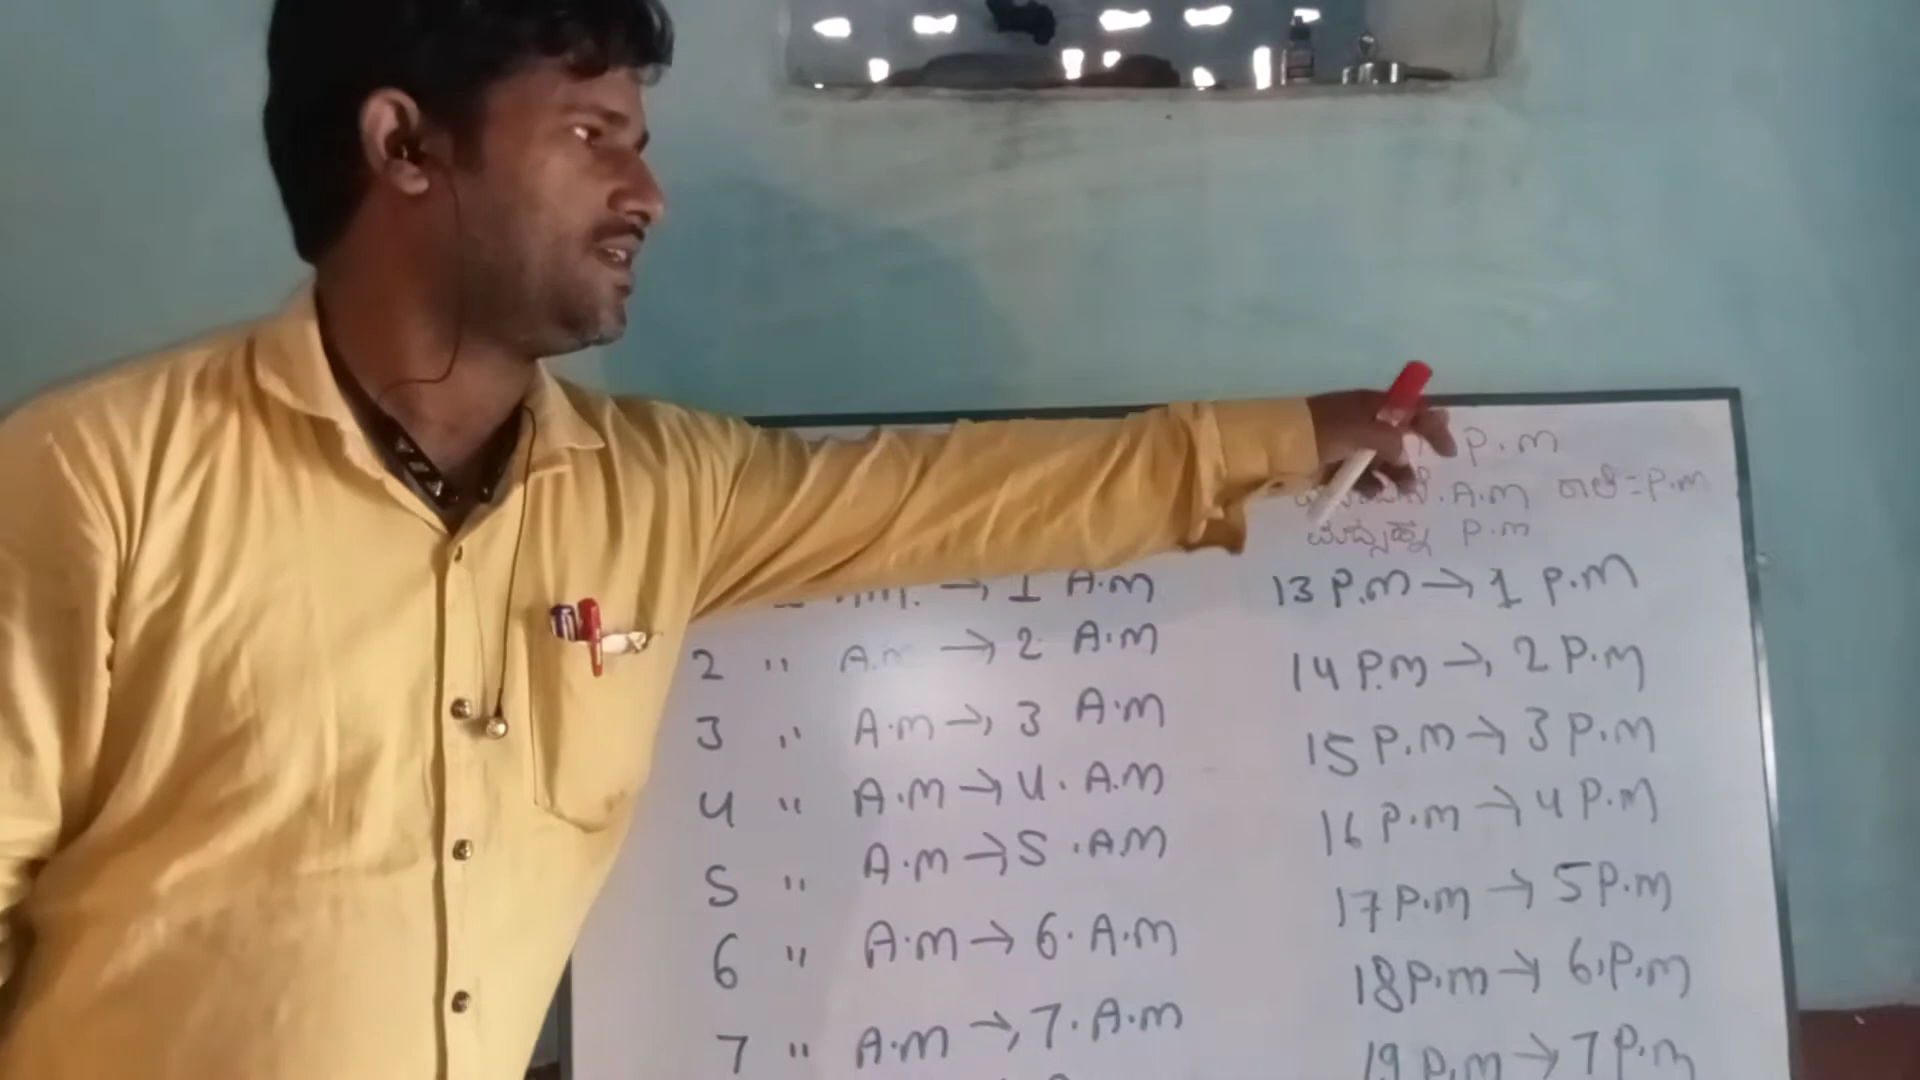 P.m
A.m ರಾತ್ರಿ=P.m
ಮಧ್ಯಾಹ್ನ P.m
→ 1 A.m 13 P.m → 1 P.m
2 " A.m → 2 A.m 14 P.m → 2 P.m
3 " A.m → 3 A.m 15 P.m → 3 P.m
4 " A.m → 4. A.m 16 P.m → 4 P.m
5 " A.m → 5 .A.m 17 P.m → 5 P.m
6 " A.m → 6. A.m 18 P.m → 6.P.m
7 " A.m → 7. A.m 19 P.m → 7 P.m